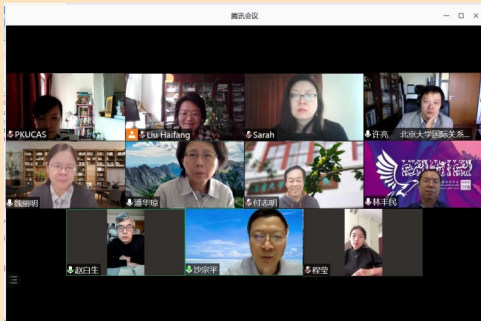 腾讯会议
PKUCAS
Liu Haifang
Sarah
许亮 北京大学国际关系...
魏丽明
潘华琼
付志明
林丰民
赵白生
沙宗平
程莹